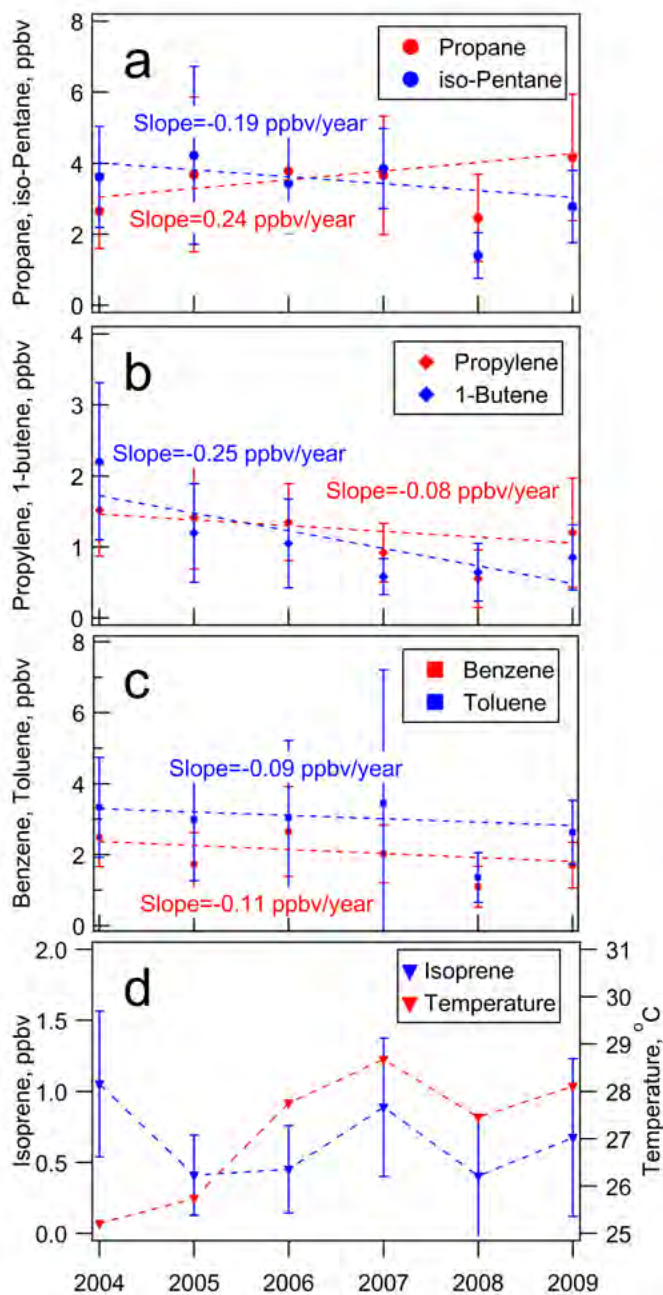 8
6
4
2
0
Propane, iso-Pentane, ppbv
a
Propane
iso-Pentane
Slope=-0.19 ppbv/year
Slope=0.24 ppbv/year
4
3
2
1
0
Propylene, 1-butene, ppbv
b
Propylene
1-Butene
Slope=-0.25 ppbv/year
Slope=-0.08 ppbv/year
8
6
4
2
0
Benzene, Toluene, ppbv
c
Benzene
Toluene
Slope=-0.09 ppbv/year
Slope=-0.11 ppbv/year
2.0
1.5
1.0
0.5
0.0
Isoprene, ppbv
d
Isoprene
Temperature
31
30
29
28
27
26
25
Temperature, °C
2004 2005 2006 2007 2008 2009